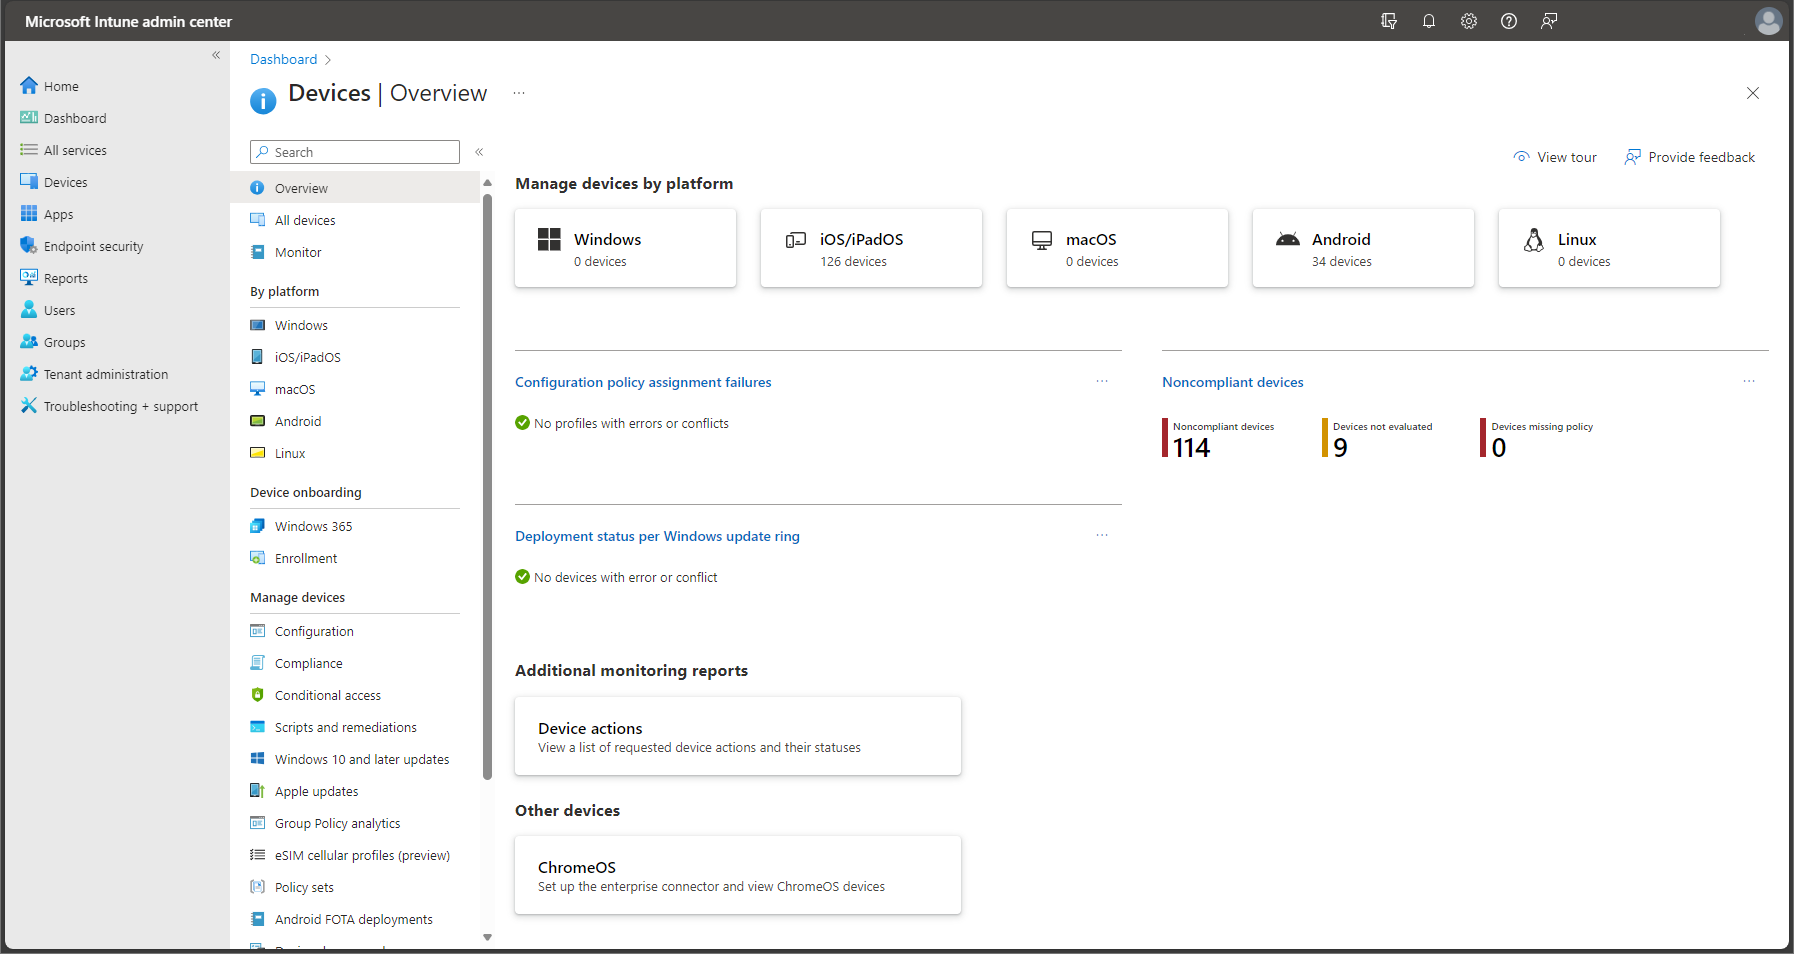 Microsoft Intune admin center
Home
Dashboard
All services
Devices
Apps
Endpoint security
Reports
Users
Groups
Tenant administration
Troubleshooting + support
Dashboard
Devices | Overview
Search
Overview
All devices
Monitor
By platform
Windows
iOS/iPadOS
macOS
Android
Linux
Device onboarding
Windows 365
Enrollment
Manage devices
Configuration
Compliance
Conditional access
Scripts and remediations
Windows 10 and later updates
Apple updates
Group Policy analytics
eSIM cellular profiles (preview)
Policy sets
Android FOTA deployments
View tour
Provide feedback
Manage devices by platform
Windows
0 devices
iOS/iPadOS
126 devices
macOS
0 devices
Android
34 devices
Linux
0 devices
Configuration policy assignment failures
No profiles with errors or conflicts
Noncompliant devices
Noncompliant devices
114
Devices not evaluated
9
Devices missing policy
0
Deployment status per Windows update ring
No devices with error or conflict
Additional monitoring reports
Device actions
View a list of requested device actions and their statuses
Other devices
ChromeOS
Set up the enterprise connector and view ChromeOS devices